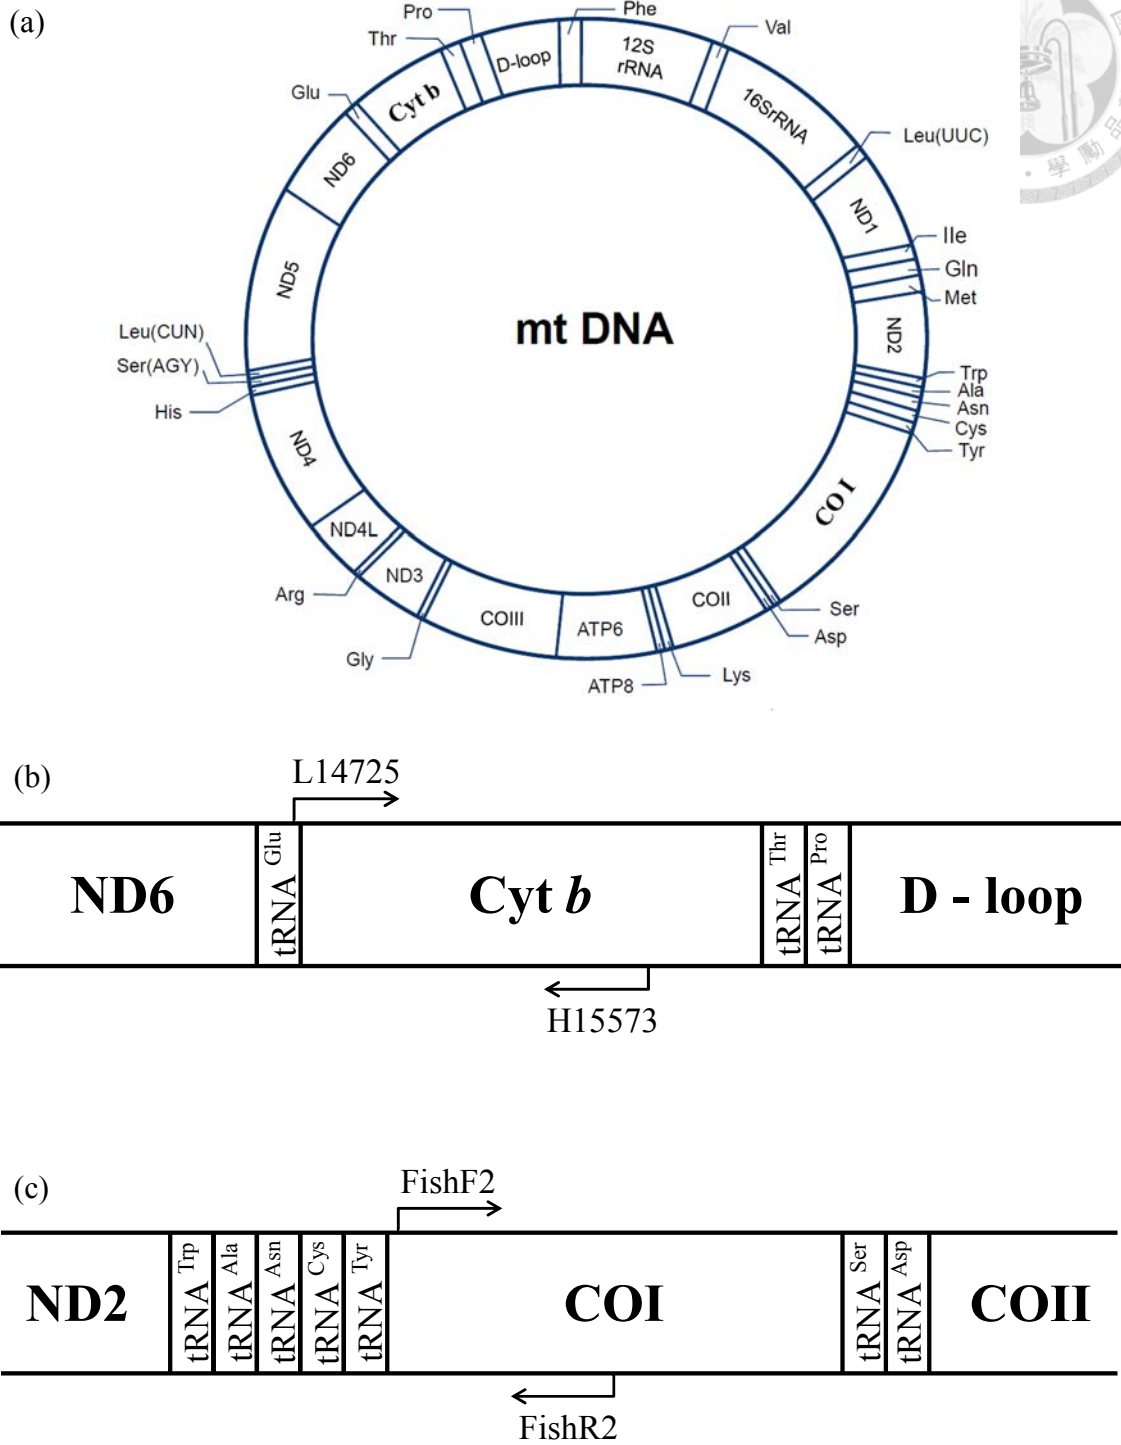 (a)
Pro
Phe
Thr
D-loop
12S
rRNA
Val
Glu
Cyt b
16SrRNA
Leu(UUC)
學勵品
ND6
ND1
Ile
Gln
Met
ND5
mt DNA
ND2
Leu(CUN)
Ser(AGY)
His
Trp
Ala
Asn
Cys
Tyr
ND4
CO I
ND4L
Arg
ND3
COII
Ser
Asp
COIII
ATP6
Gly
ATP8
Lys
(b)
L14725
ND6
tRNA Glu
Cyt b
tRNA Thr
tRNA Pro
D - loop
H15573
(c)
FishF2
ND2
tRNA Trp
tRNA Ala
tRNA Asn
tRNA Cys
tRNA Tyr
COI
tRNA Ser
tRNA Asp
COII
FishR2